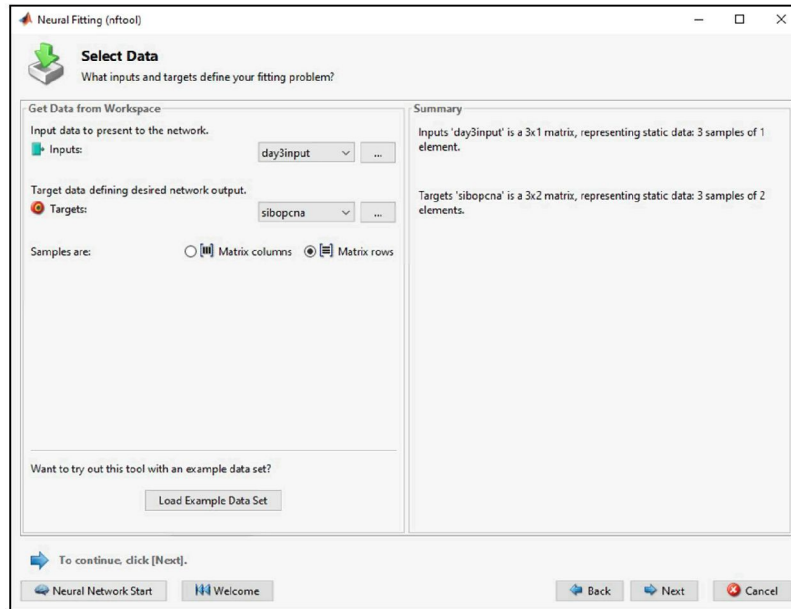 Neural Fitting (nftool)
Select Data
What inputs and targets define your fitting problem?
Get Data from Workspace
Input data to present to the network.
Inputs:
day3input
...
Target data defining desired network output.
Targets:
sibopcna
...
Samples are:
Matrix columns
Matrix rows
Want to try out this tool with an example data set?
Load Example Data Set
Summary
Inputs 'day3input' is a 3x1 matrix, representing static data: 3 samples of 1
element.
Targets 'sibopcna' is a 3x2 matrix, representing static data: 3 samples of 2
elements.
To continue, click [Next].
Neural Network Start
Welcome
Back
Next
Cancel